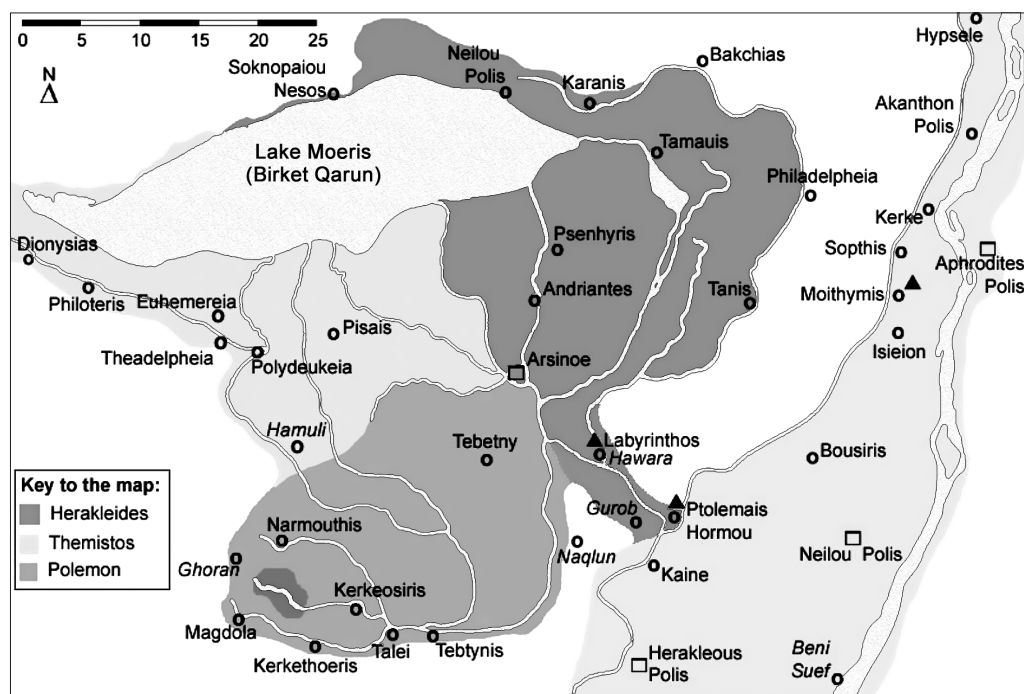 0 5 10 15 20 25
N
Hypsele
Soknopaiou
Nesos
Neilou
Polis
Karanis
Bakchias
Akanthon
Polis
Lake Moeris
(Birket Qarun)
Tamauis
Philadelpheia
Kerke
Dionysias
Psenhyris
Sopthis
Aphrodites
Polis
Philoteris
Euhemereia
Andriantes
Tanis
Moithymis
Pisais
Theadelpheia
Polydeukeia
Isieion
Arsinoe
Hamuli
Tebetny
Labyrinthos
Hawara
Bousiris
Key to the map:
Herakleides
Themistos
Polemon
Narmouthis
Gurob
Ptolemais
Hormou
Ghoran
Naqlun
Neilou Polis
Kaine
Kerkeosiris
Magdola
Kerkethoeris
Talei
Tebtynis
Herakleous
Polis
Beni
Suef